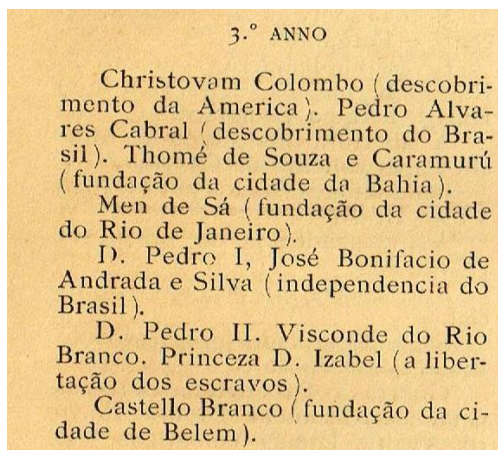 3.º ANNO
Christovam Colombo (descobri-
mento da America). Pedro Alva-
res Cabral (descobrimento do Bra-
sil). Thomé de Souza e Caramurú
(fundação da cidade da Bahia).
Men de Sá (fundação da cidade
do Rio de Janeiro).
D. Pedro I, José Bonifacio de
Andrada e Silva (independencia do
Brasil).
D. Pedro II. Visconde do Rio
Branco. Princeza D. Izabel (a liber-
tação dos escravos).
Castello Branco (fundação da ci-
dade de Belem).